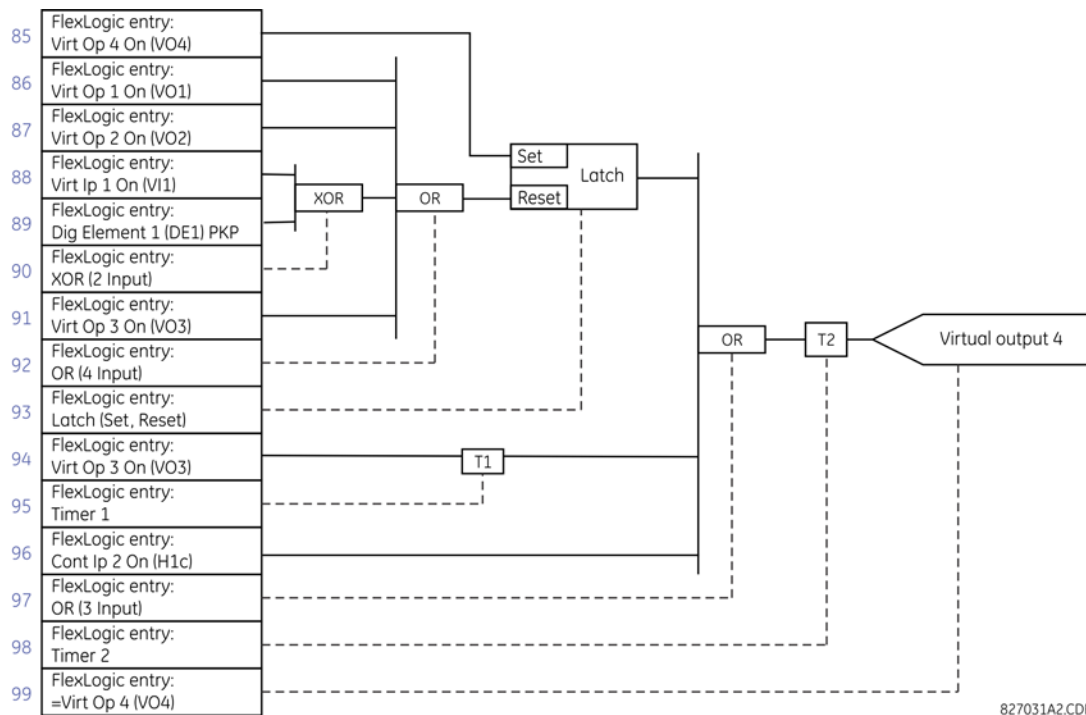 85
FlexLogic entry:
Virt Op 4 On (VO4)
86
FlexLogic entry:
Virt Op 1 On (VO1)
87
FlexLogic entry:
Virt Op 2 On (VO2)
88
FlexLogic entry:
Virt Ip 1 On (VI1)
89
FlexLogic entry:
Dig Element 1 (DE1) PKP
90
FlexLogic entry:
XOR (2 Input)
91
FlexLogic entry:
Virt Op 3 On (VO3)
92
FlexLogic entry:
OR (4 Input)
93
FlexLogic entry:
Latch (Set, Reset)
94
FlexLogic entry:
Virt Op 3 On (VO3)
95
FlexLogic entry:
Timer 1
96
FlexLogic entry:
Cont Ip 2 On (H1c)
97
FlexLogic entry:
OR (3 Input)
98
FlexLogic entry:
Timer 2
99
FlexLogic entry:
=Virt Op 4 (VO4)
XOR
OR
Set
Reset
Latch
T1
OR
T2
Virtual output 4
827031A2.CD